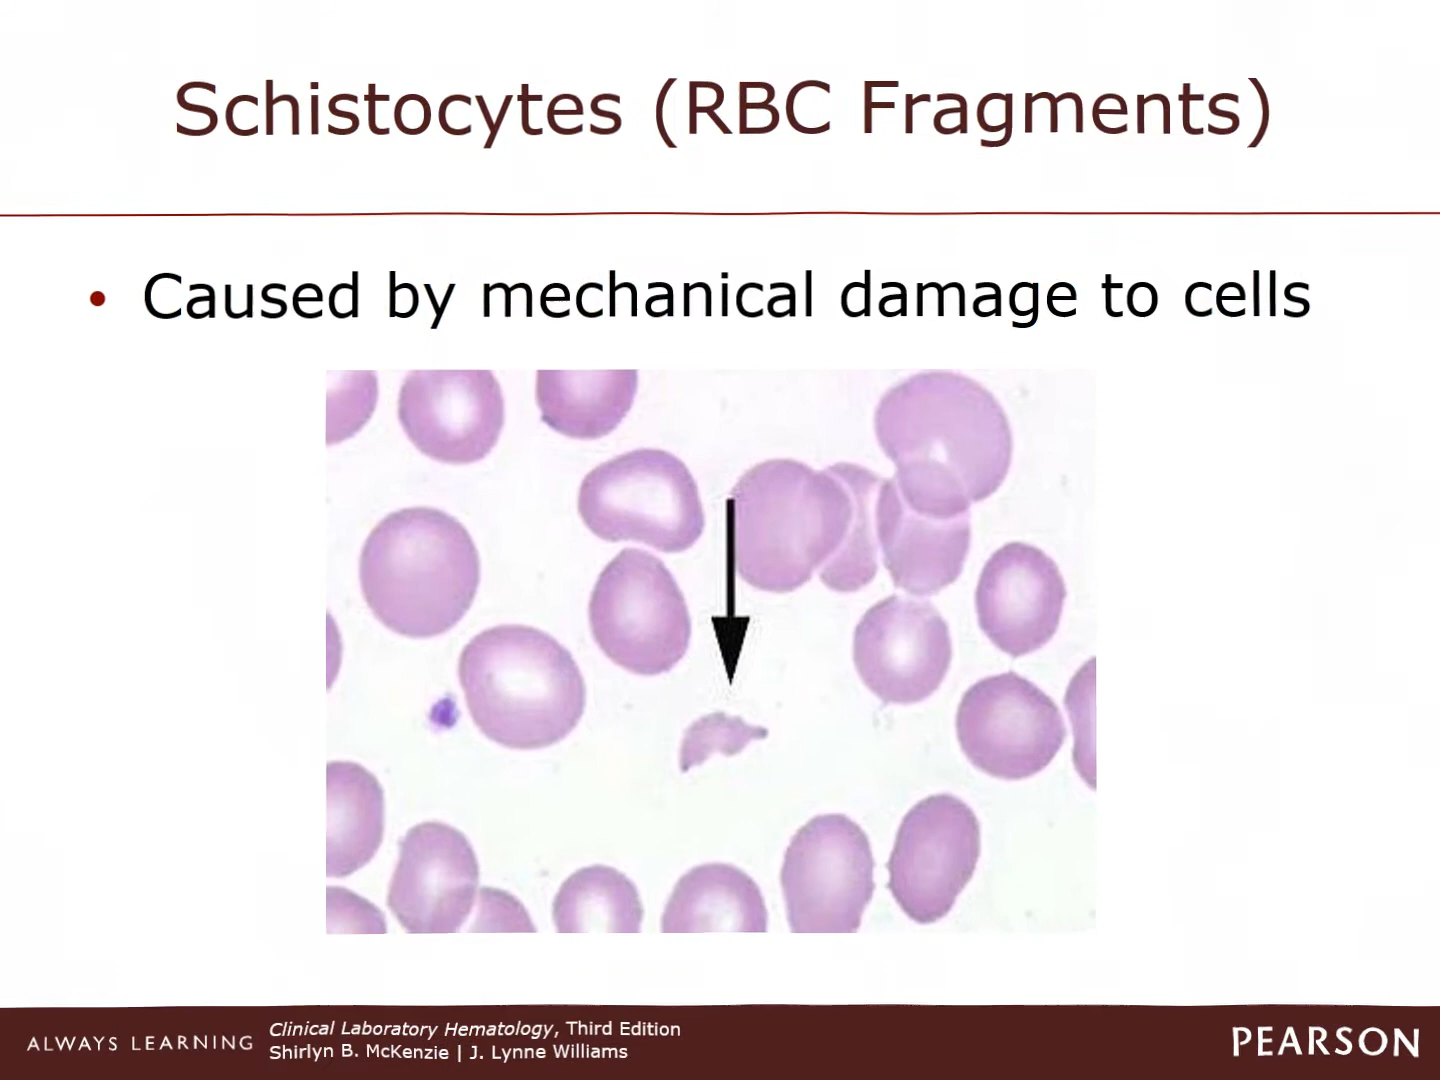 Schistocytes (RBC Fragments)
• Caused by mechanical damage to cells
ALWAYS LEARNING
Clinical Laboratory Hematology, Third Edition
Shirlyn B. McKenzie | J. Lynne Williams
PEARSON